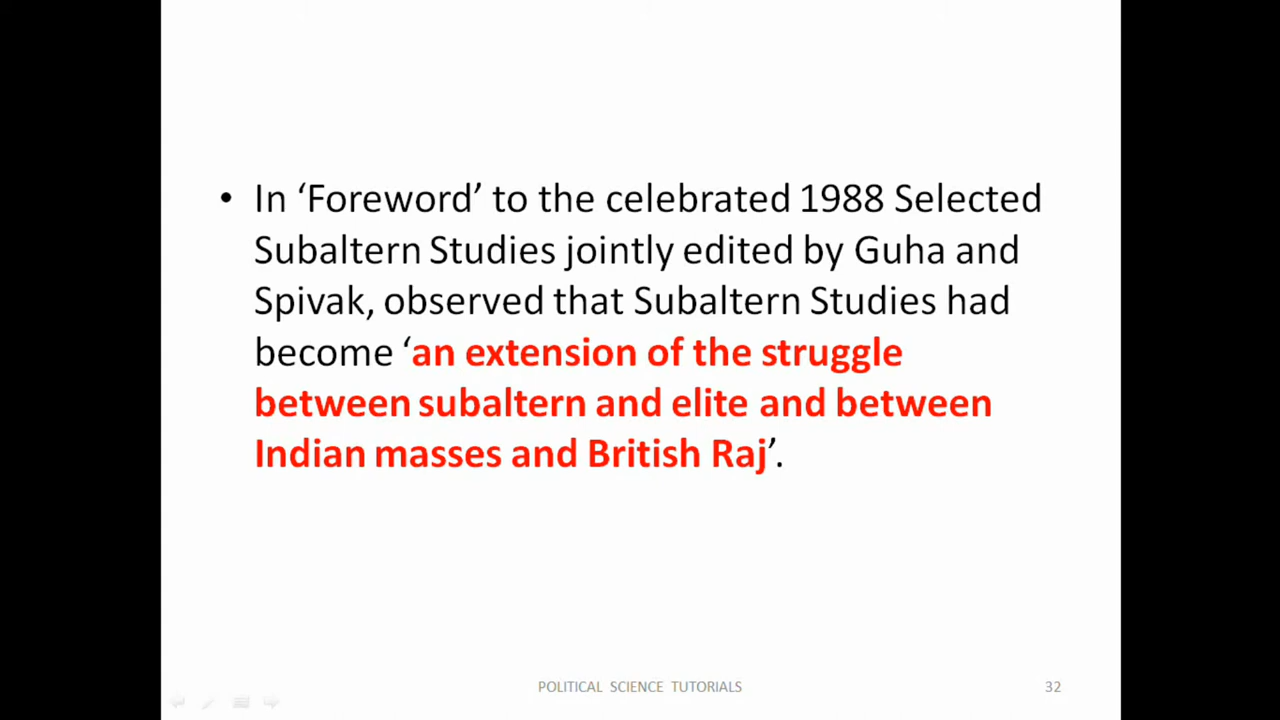 • In ‘Foreword’ to the celebrated 1988 Selected
Subaltern Studies jointly edited by Guha and
Spivak, observed that Subaltern Studies had
become ‘an extension of the struggle
between subaltern and elite and between
Indian masses and British Raj’.
POLITICAL SCIENCE TUTORIALS
32